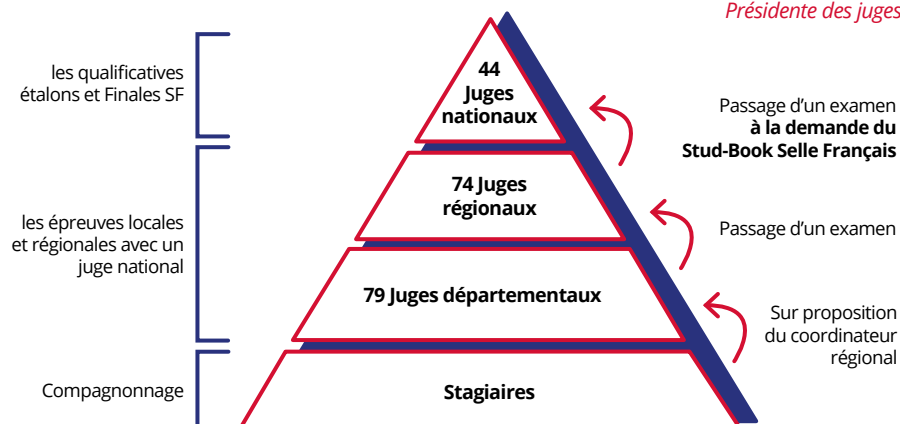 Présidente des juges
les qualificatives
étalons et Finales SF
44
Juges
nationaux
Passage d’un examen
à la demande du
Stud-Book Selle Français
les épreuves locales
et régionales avec un
juge national
74 Juges
régionaux
Passage d’un examen
79 Juges départementaux
Sur proposition
du coordinateur
régional
Compagnonnage
Stagiaires